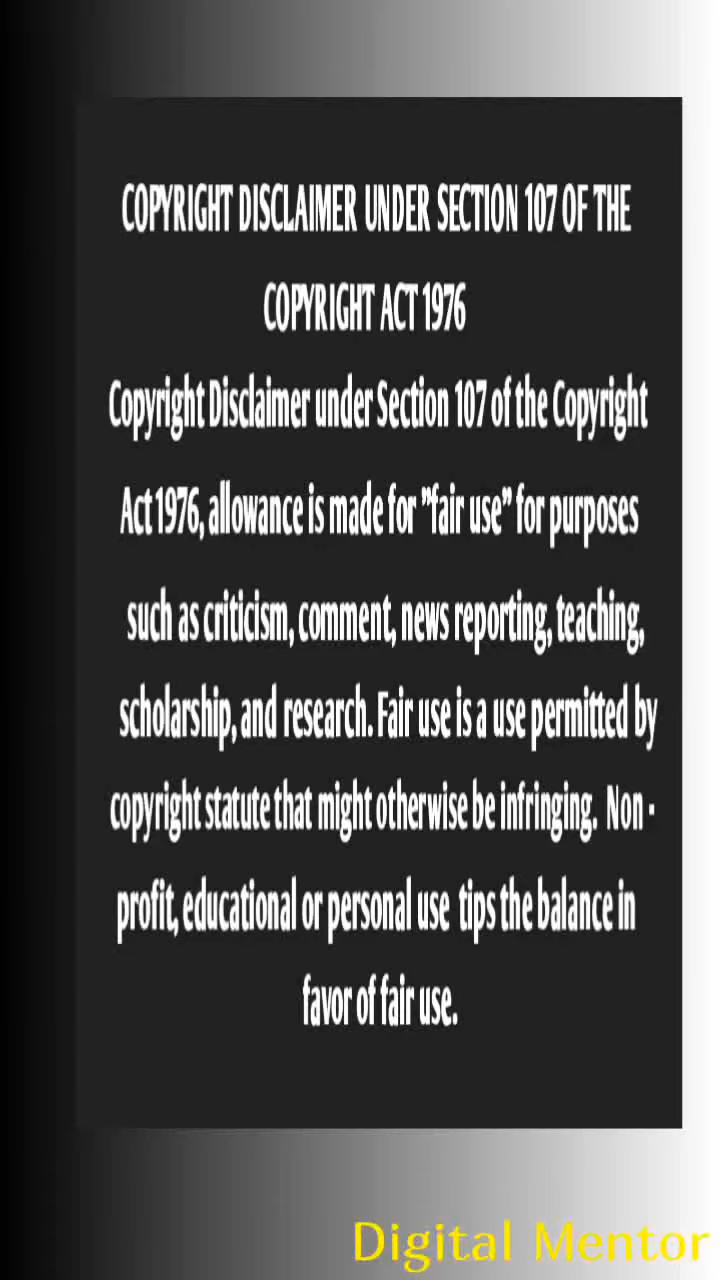 COPYRIGHT DISCLAIMER UNDER SECTION 107 OF THE
COPYRIGHT ACT 1976
Copyright Disclaimer under Section 107 of the Copyright
Act 1976, allowance is made for ”fair use” for purposes
such as criticism, comment, news reporting, teaching,
scholarship, and research. Fair use is a use permitted by
copyright statute that might otherwise be infringing. Non -
profit, educational or personal use tips the balance in
favor of fair use.
Digital Mentor